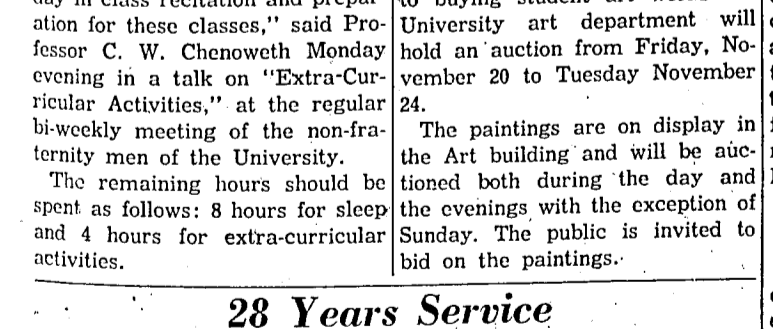 day in class recitation and prepar-
ation for these classes," said Pro-
fessor C. W. Chenoweth Monday
evening in a talk on "Extra-Cur-
ricular Activities," at the regular
bi-weekly meeting of the non-fra-
ternity men of the University.
The remaining hours should be
spent as follows: 8 hours for sleep
and 4 hours for extra-curricular
activities.
to buying student art
University art department will
hold an auction from Friday, No-
vember 20 to Tuesday November
24.
The paintings are on display in
the Art building and will be auc-
tioned both during the day and
the evenings with the exception of
Sunday. The public is invited to
bid on the paintings.
28 Years Service